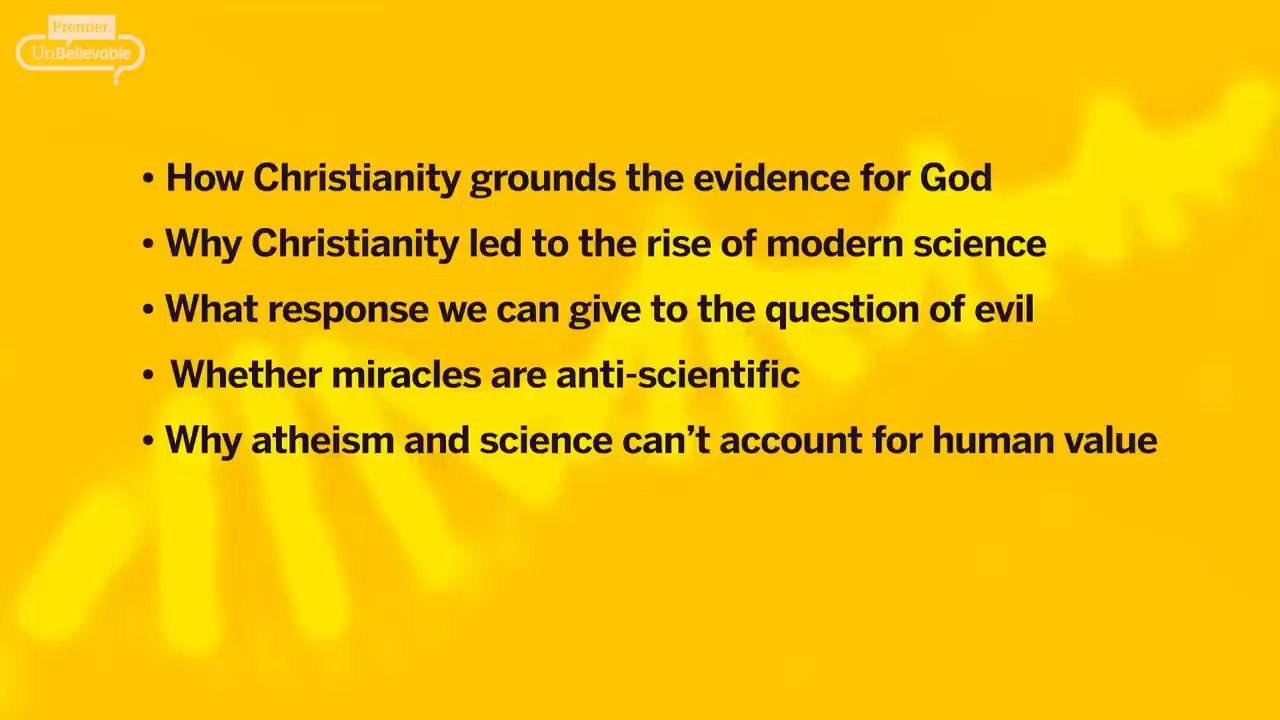 Premier.
UnBelievable
• How Christianity grounds the evidence for God
• Why Christianity led to the rise of modern science
• What response we can give to the question of evil
• Whether miracles are anti-scientific
• Why atheism and science can’t account for human value